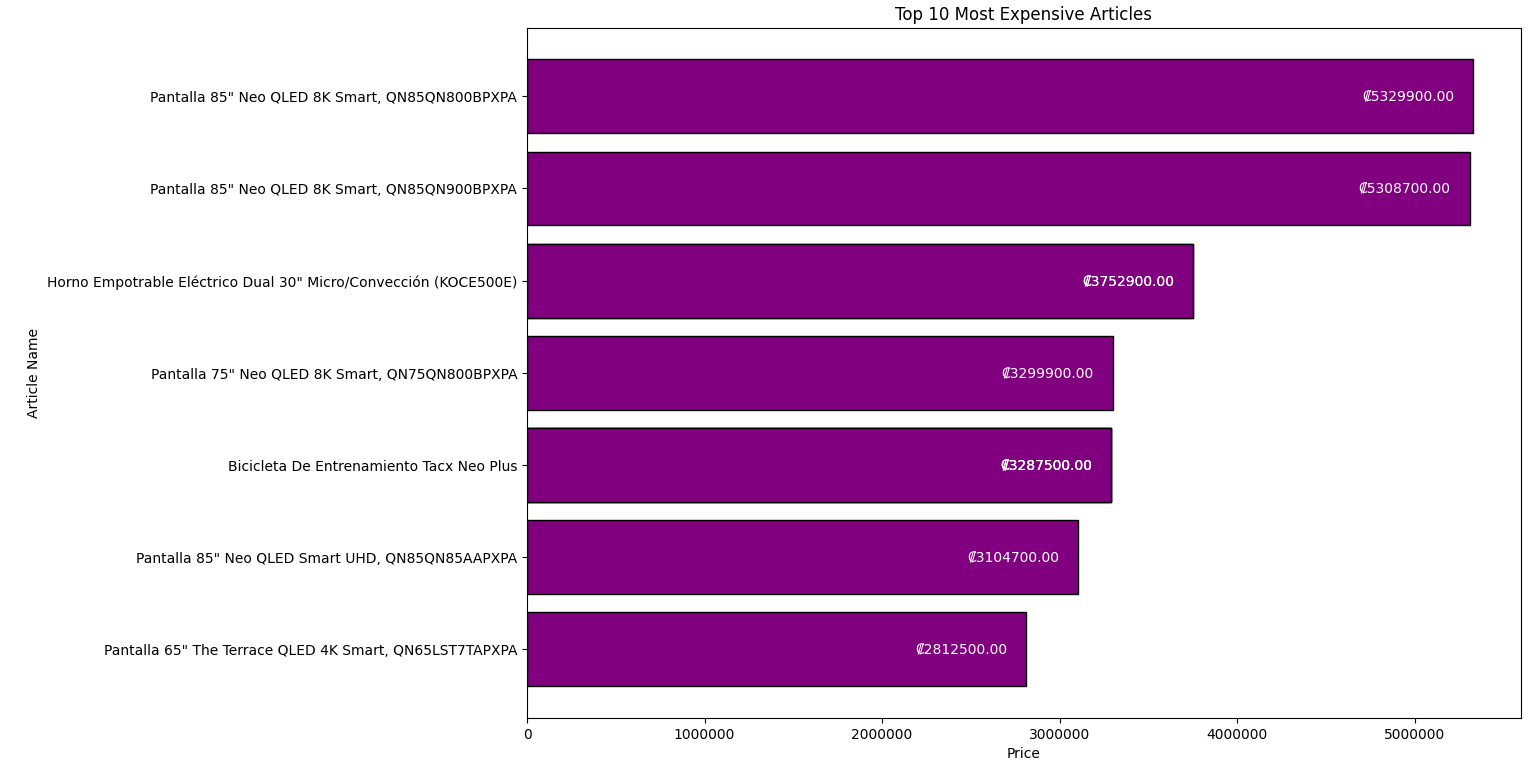 Top 10 Most Expensive Articles
Pantalla 85" Neo QLED 8K Smart, QN85QN800BPXPA
₡5329900.00
Pantalla 85" Neo QLED 8K Smart, QN85QN900BPXPA
₡5308700.00
Horno Empotrable Eléctrico Dual 30" Micro/Convección (KOCE500E)
₡3752900.00
Pantalla 75" Neo QLED 8K Smart, QN75QN800BPXPA
₡3299900.00
Bicicleta De Entrenamiento Tacx Neo Plus
₡3287500.00
Pantalla 85" Neo QLED Smart UHD, QN85QN85AAPXPA
₡3104700.00
Pantalla 65" The Terrace QLED 4K Smart, QN65LST7TAPXPA
₡2812500.00
Article Name
0 1000000 2000000 3000000 4000000 5000000
Price